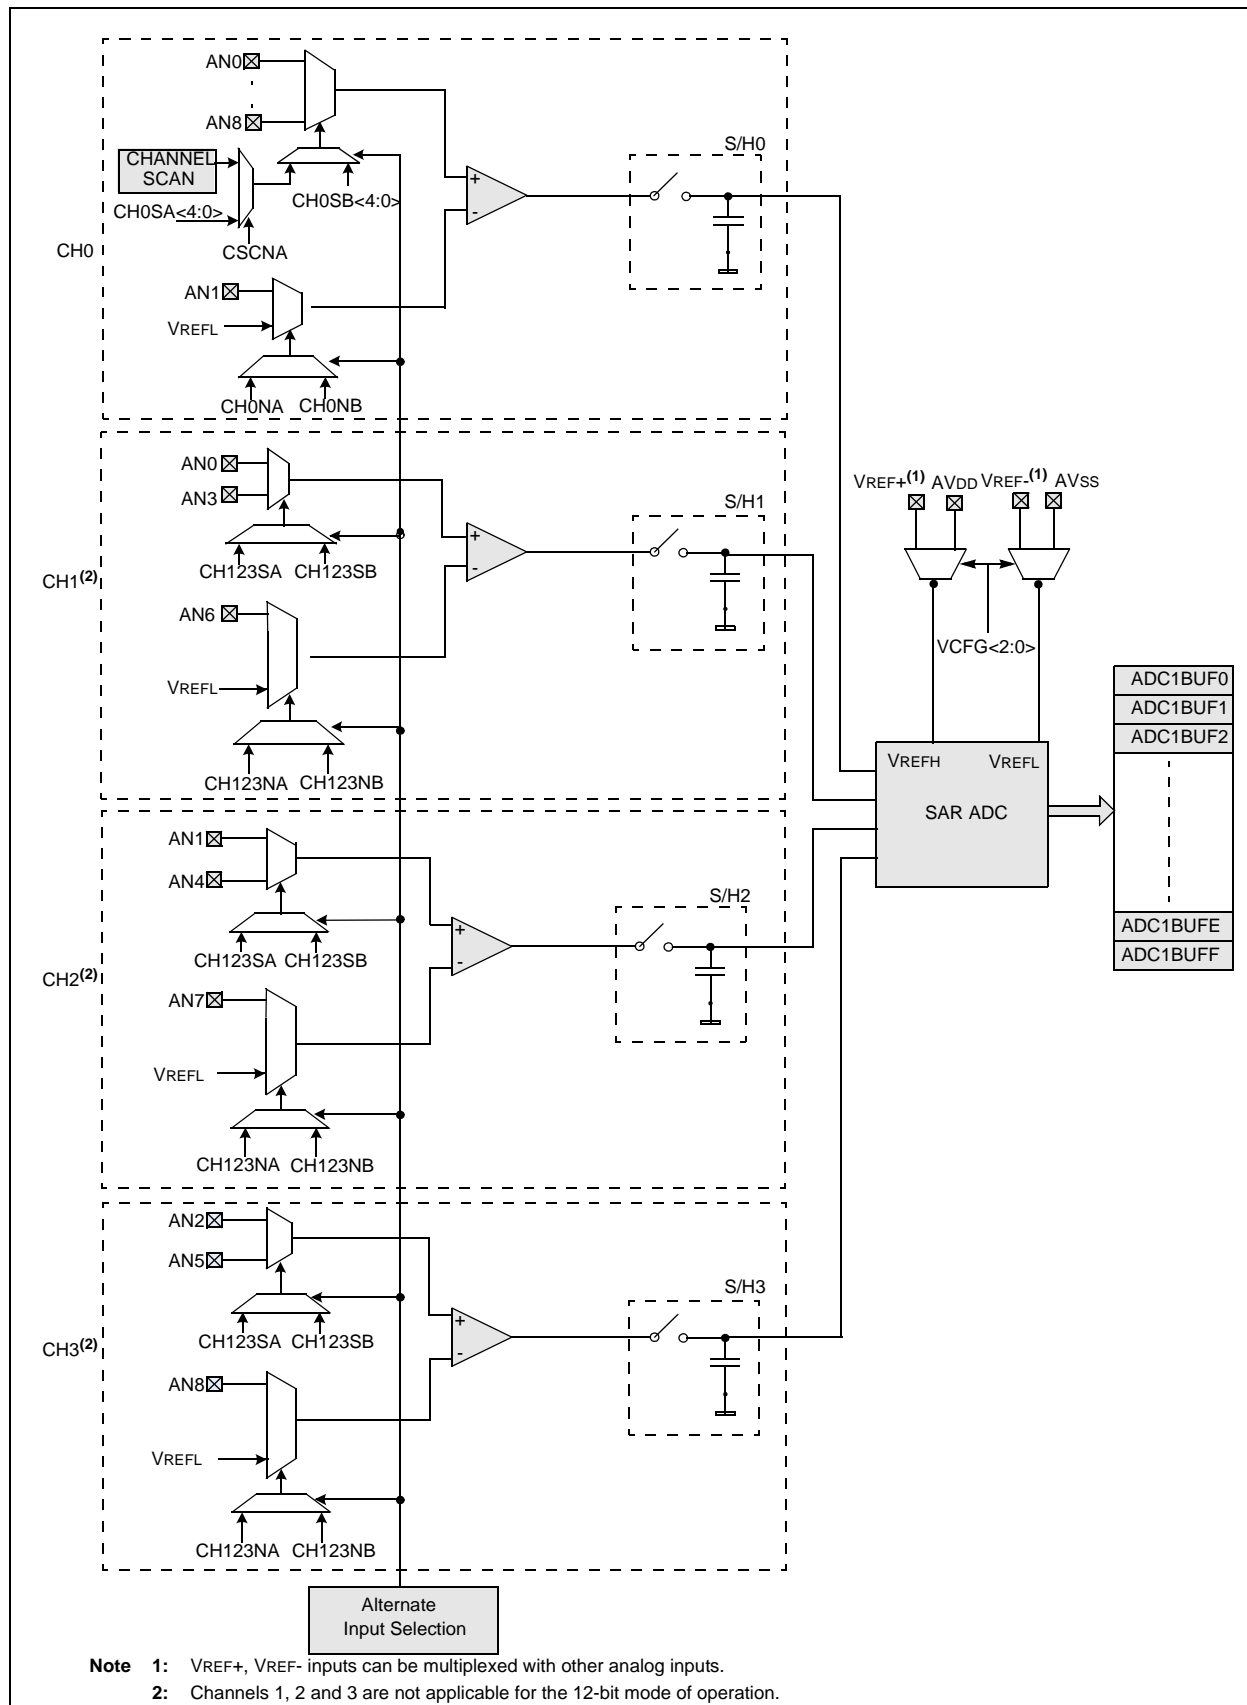 AN0
AN8
CHANNEL
SCAN
CH0SA<4:0>
CH0SB<4:0>
CSCNA
CH0
+
-
S/H0
AN1
VREFL
CH0NA CH0NB
AN0
AN3
CH123SA CH123SB
CH1(2)
+
-
S/H1
AN6
VREFL
CH123NA CH123NB
VREF+(1) AVDD VREF-(1) AVSS
VCFG<2:0>
VREFH VREFL
SAR ADC
ADC1BUF0
ADC1BUF1
ADC1BUF2
ADC1BUFE
ADC1BUFF
AN1
AN4
CH123SA CH123SB
CH2(2)
+
-
S/H2
AN7
VREFL
CH123NA CH123NB
AN2
AN5
CH123SA CH123SB
CH3(2)
+
-
S/H3
AN8
VREFL
CH123NA CH123NB
Alternate
Input Selection
Note 1: VREF+, VREF- inputs can be multiplexed with other analog inputs.
2: Channels 1, 2 and 3 are not applicable for the 12-bit mode of operation.